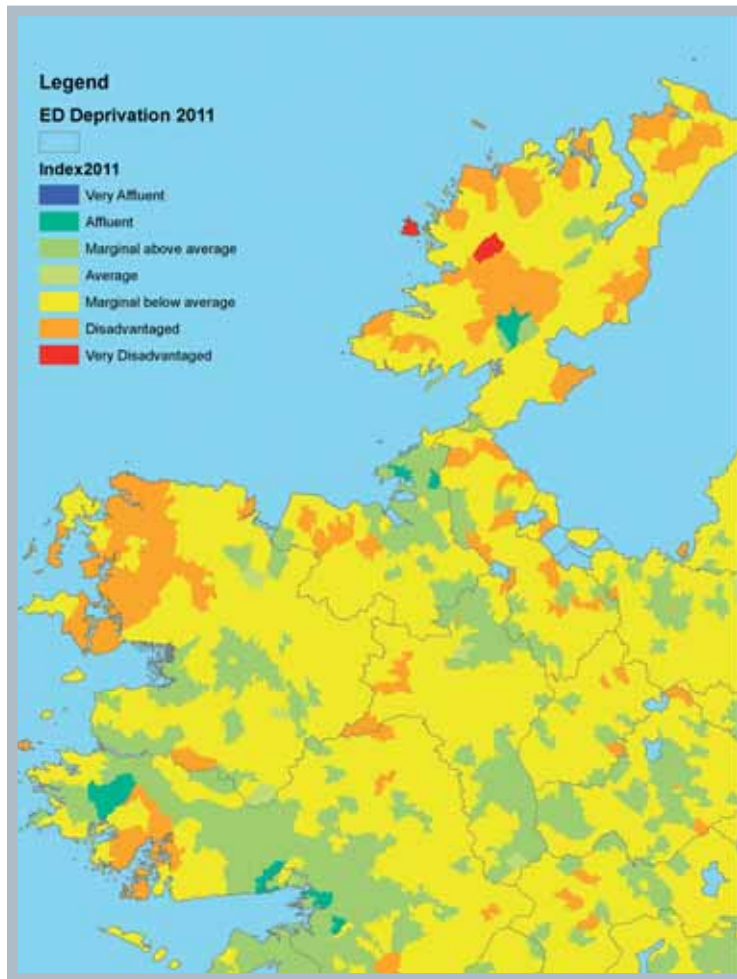 Legend
ED Deprivation 2011
Index2011
Very Affluent
Affluent
Marginal above average
Average
Marginal below average
Disadvantaged
Very Disadvantaged